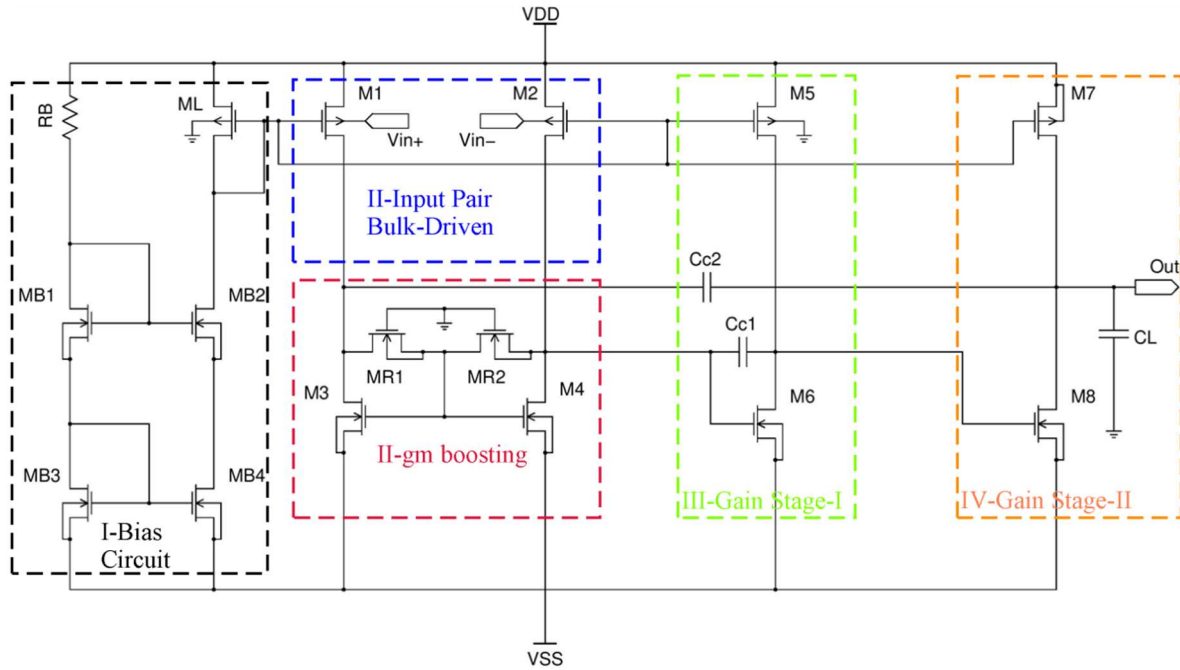 VDD
RB
ML
M1
M2
M5
M7
Vin+
Vin−
II-Input Pair
Bulk-Driven
Cc2
Out
MB1
MB2
Cc1
CL
MR1
MR2
M3
M4
M6
M8
II-gm boosting
MB3
MB4
III-Gain Stage-I
IV-Gain Stage-II
I-Bias
Circuit
VSS